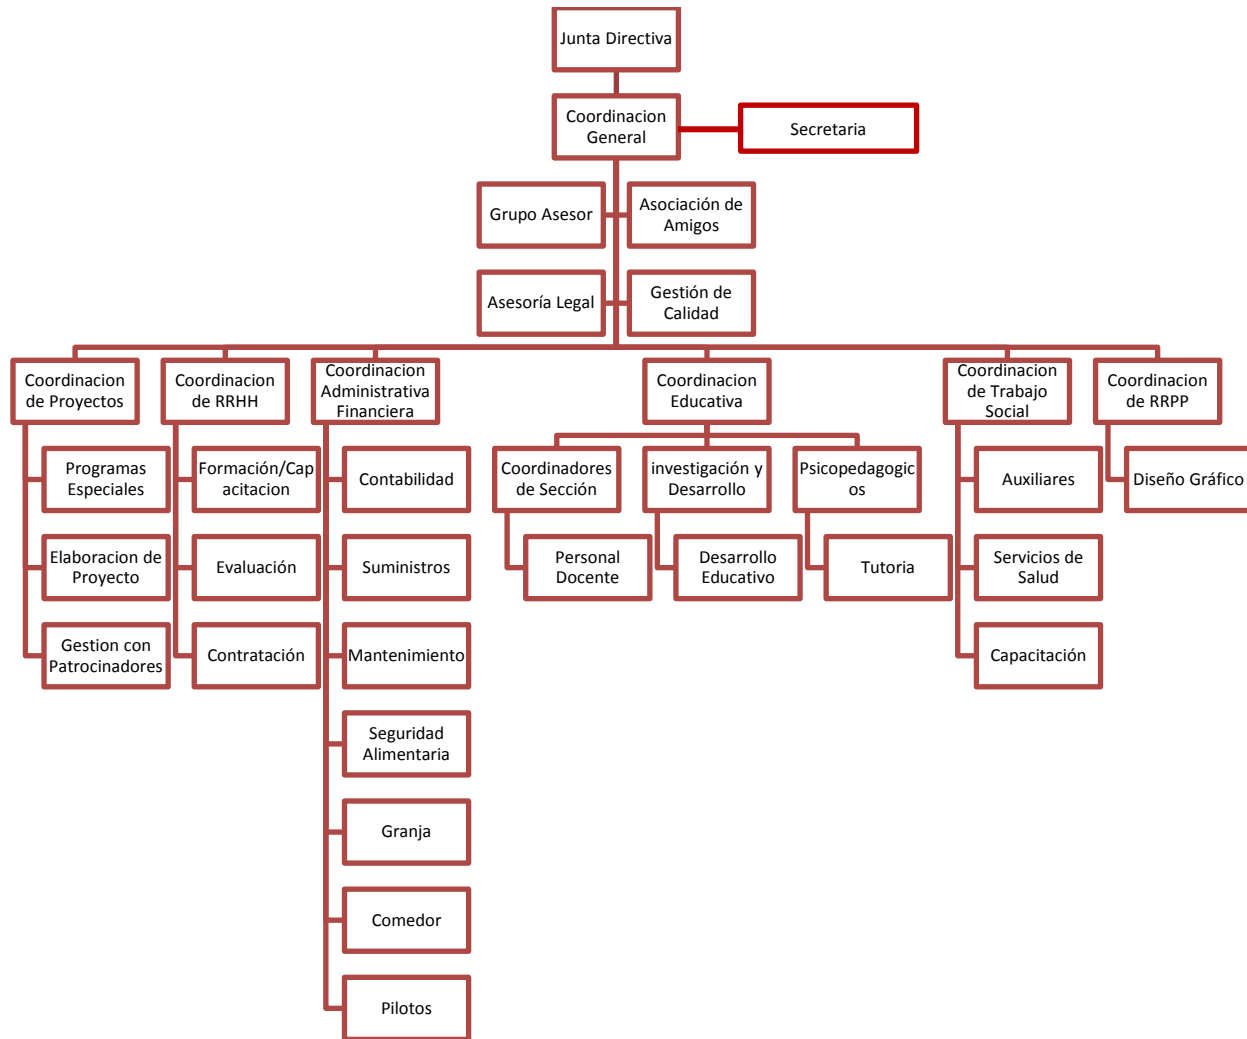 Junta Directiva
Coordinacion
General
Secretaria
Grupo Asesor
Asociación de
Amigos
Asesoría Legal
Gestión de
Calidad
Coordinacion
de Proyectos
Coordinacion
de RRHH
Coordinacion
Administrativa
Financiera
Coordinacion
Educativa
Coordinacion
de Trabajo
Social
Coordinacion
de RRPP
Programas
Especiales
Elaboracion de
Proyecto
Gestion con
Patrocinadores
Formación/Cap
acitacion
Evaluación
Contratación
Contabilidad
Suministros
Mantenimiento
Seguridad
Alimentaria
Granja
Comedor
Pilotos
Coordinadores
de Sección
Personal
Docente
investigación y
Desarrollo
Desarrollo
Educativo
Psicopedagogic
os
Tutoria
Auxiliares
Servicios de
Salud
Capacitación
Diseño Gráfico